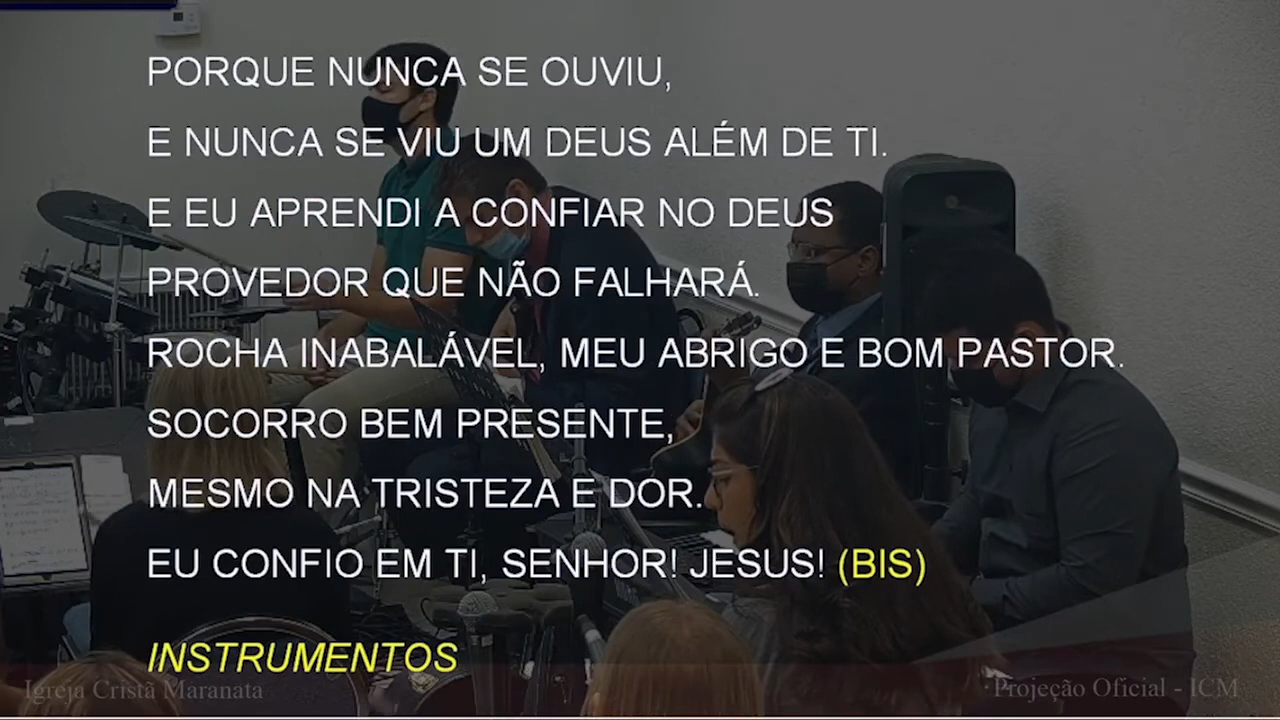 PORQUE NUNCA SE OUVIU,
E NUNCA SE VIU UM DEUS ALÉM DE TI.
E EU APRENDI A CONFIAR NO DEUS
PROVEDOR QUE NÃO FALHARÁ.
ROCHA INABALÁVEL, MEU ABRIGO E BOM PASTOR.
SOCORRO BEM PRESENTE,
MESMO NA TRISTEZA E DOR.
EU CONFIO EM TI, SENHOR! JESUS! (BIS)
INSTRUMENTOS
Igreja Cristã Maranata
Projeção Oficial - ICM